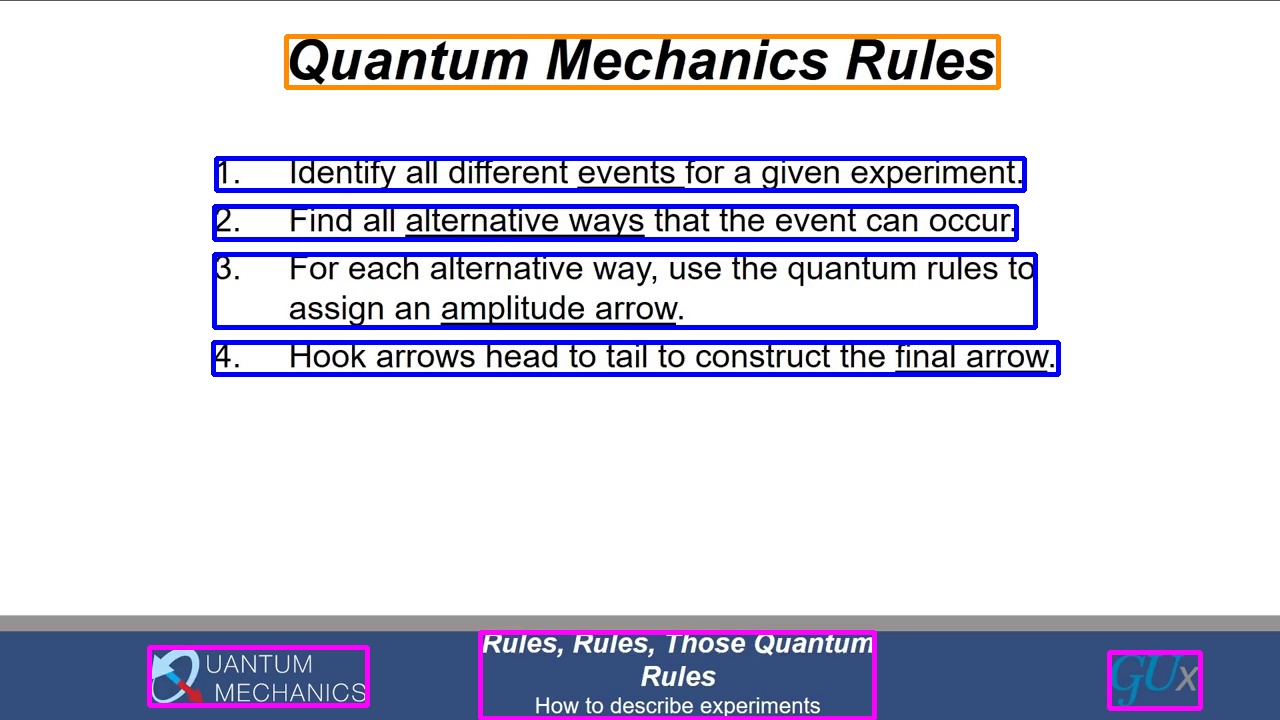 Quantum Mechanics Rules
1. Identify all different events for a given experiment.
2. Find all alternative ways that the event can occur.
3. For each alternative way, use the quantum rules to
assign an amplitude arrow.
4. Hook arrows head to tail to construct the final arrow.
QUANTUM
MECHANICS
Rules, Rules, Those Quantum
Rules
How to describe experiments
GUx